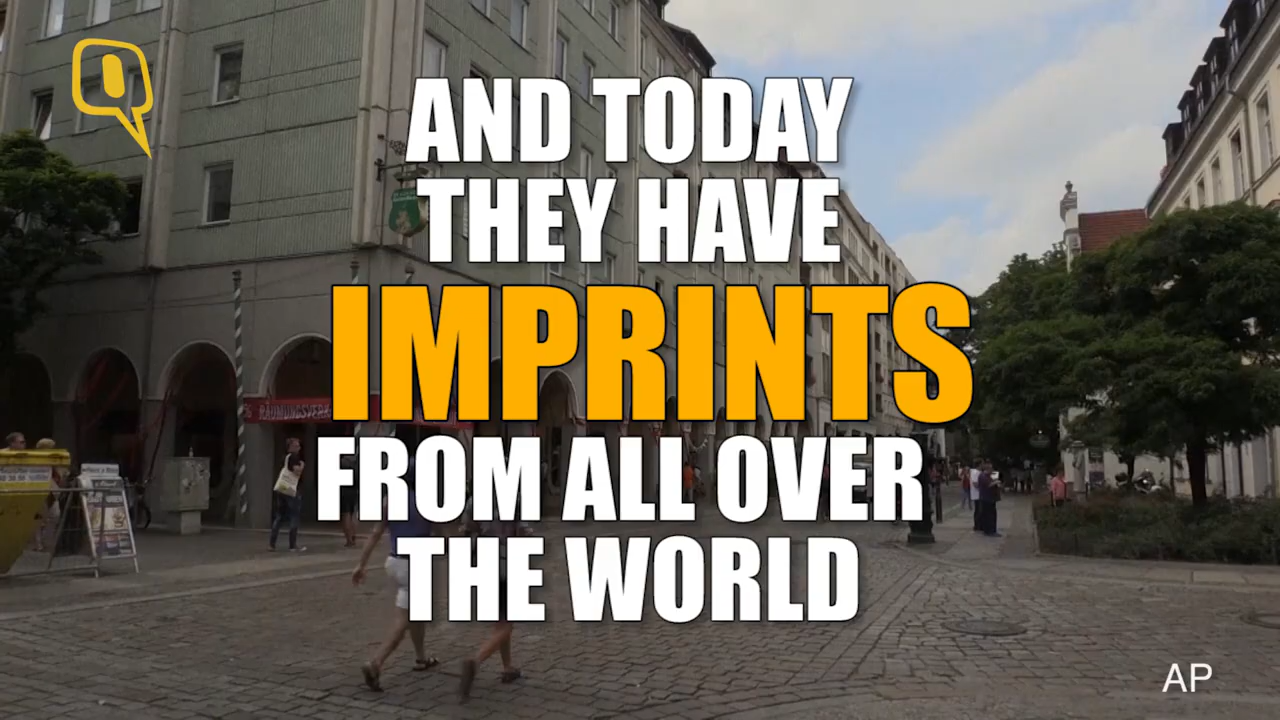 AND TODAY
THEY HAVE
IMPRINTS
FROM ALL OVER
THE WORLD
AP